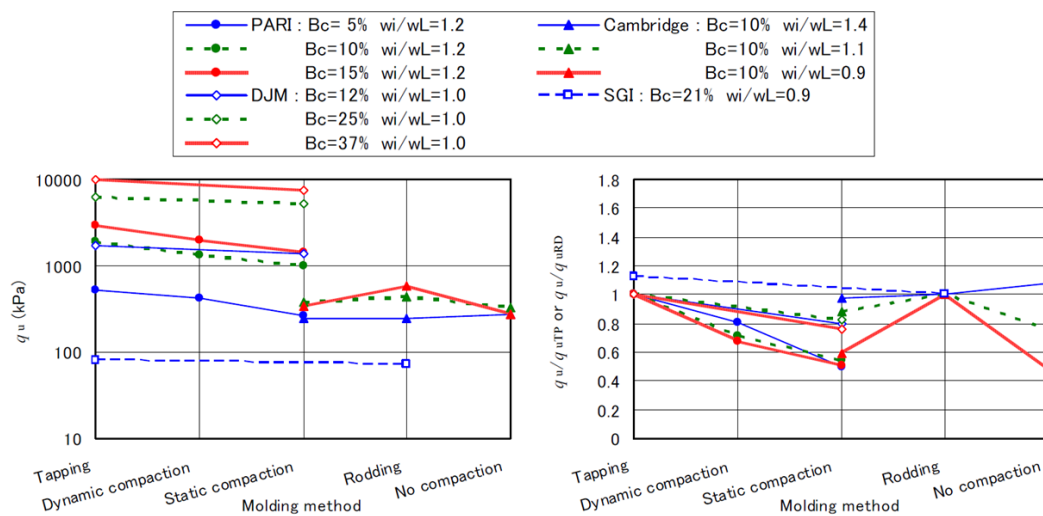 PARI : Bc= 5% wi/wL=1.2
Bc=10% wi/wL=1.2
Bc=15% wi/wL=1.2
DJM : Bc=12% wi/wL=1.0
Bc=25% wi/wL=1.0
Bc=37% wi/wL=1.0
Cambridge : Bc=10% wi/wL=1.4
Bc=10% wi/wL=1.1
Bc=10% wi/wL=0.9
SGI : Bc=21% wi/wL=0.9
10000
1000
100
10
q u (kPa)
Tapping
Dynamic compaction
Static compaction
Rodding
No compaction
Molding method
1.8
1.6
1.4
1.2
1
0.8
0.6
0.4
0.2
0
q u/q uTP or q u/q uRD
Tapping
Dynamic compaction
Static compaction
Rodding
No compaction
Molding method